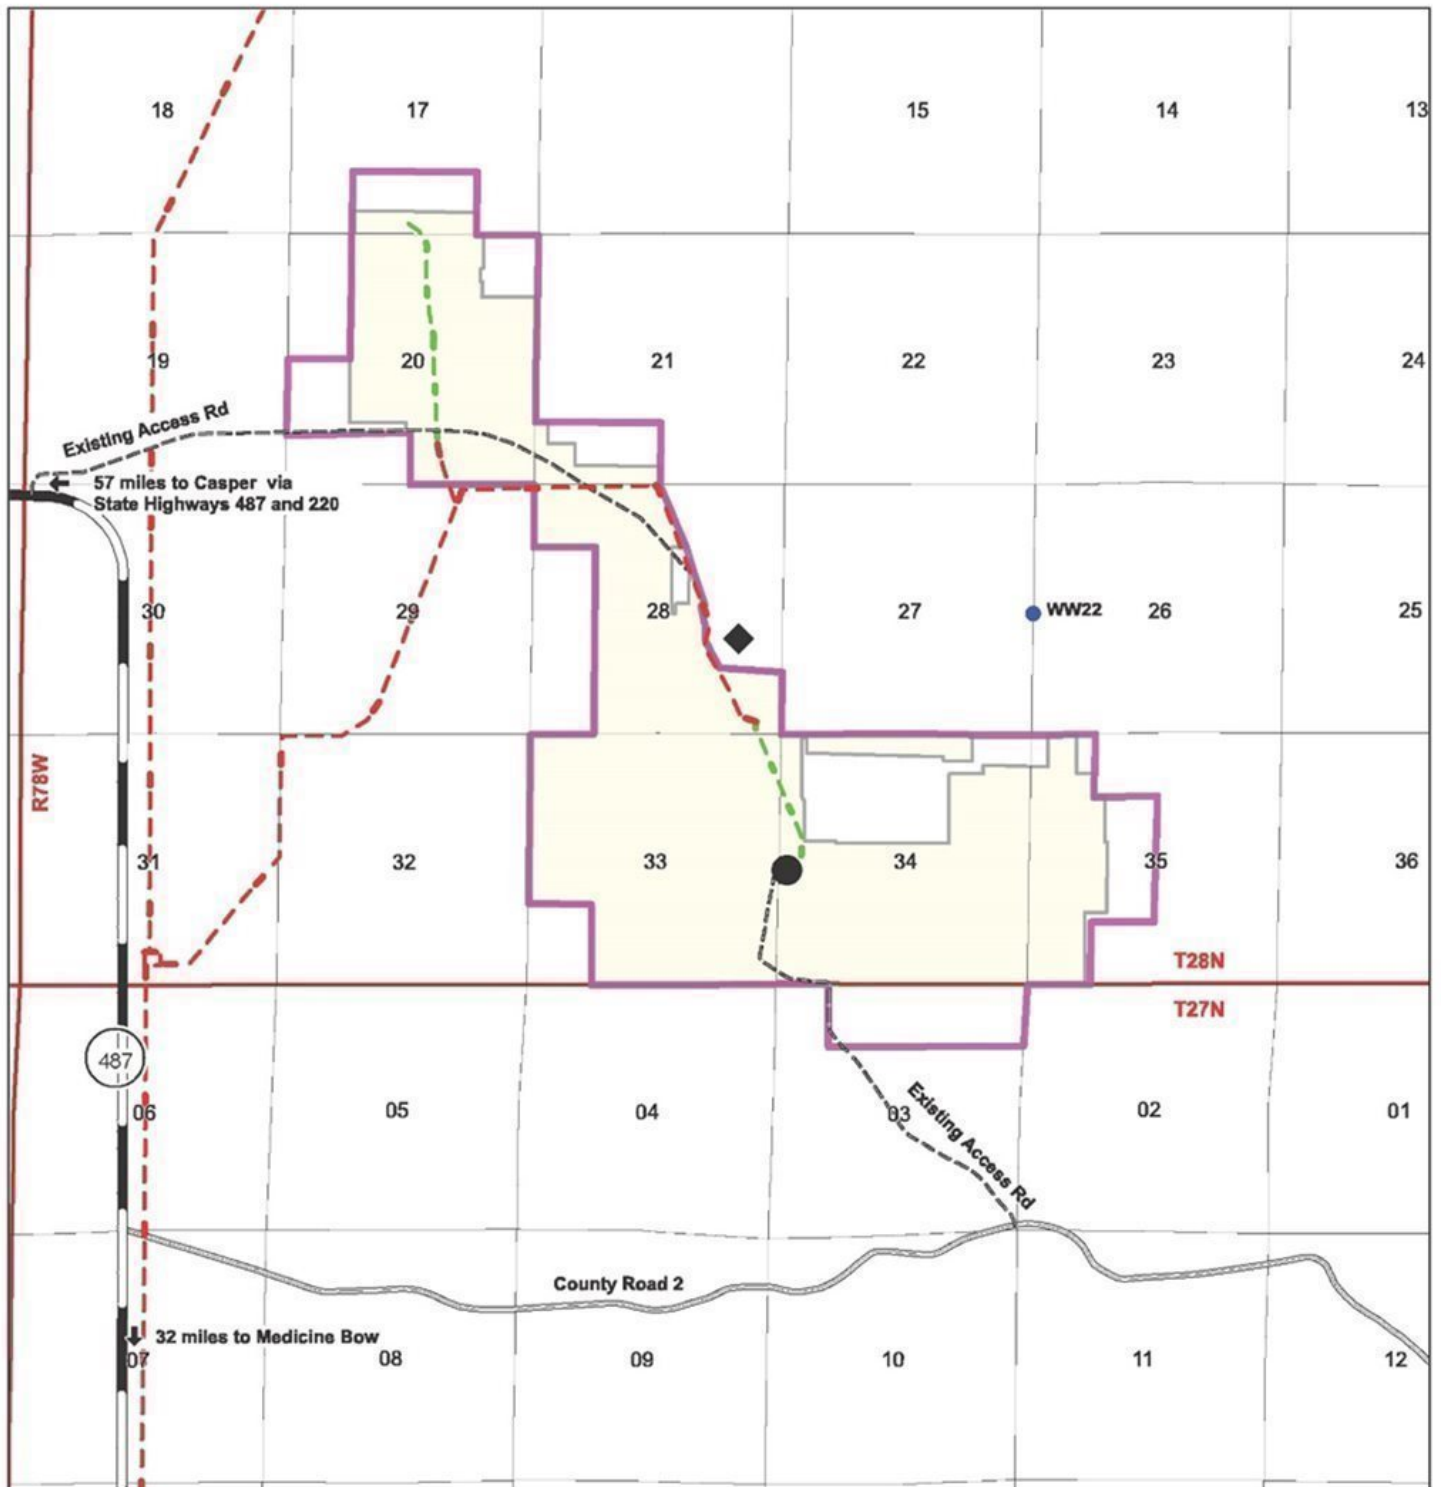 18 17 15 14 13
19 20 21 22 23 24
Existing Access Rd
57 miles to Casper via
State Highways 487 and 220
30 29 28 27 WW22 26 25
R78W
31 32 33 34 35 36
T28N
T27N
487
06 05 04 03 02 01
Existing Access Rd
County Road 2
32 miles to Medicine Bow
07 08 09 10 11 12